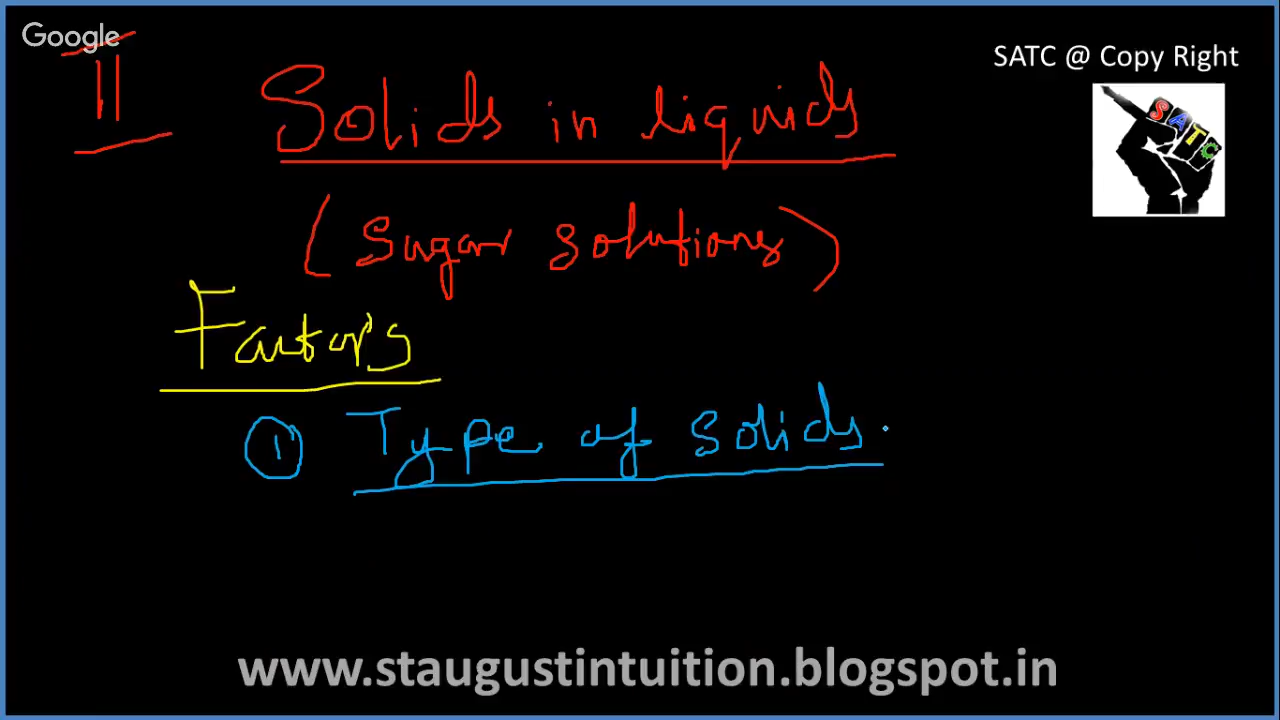 Google
SATC @ Copy Right
SATC
II Solids in liquids
(Sugar solutions)
Factors
① Type of solids.
www.staugustintuition.blogspot.in